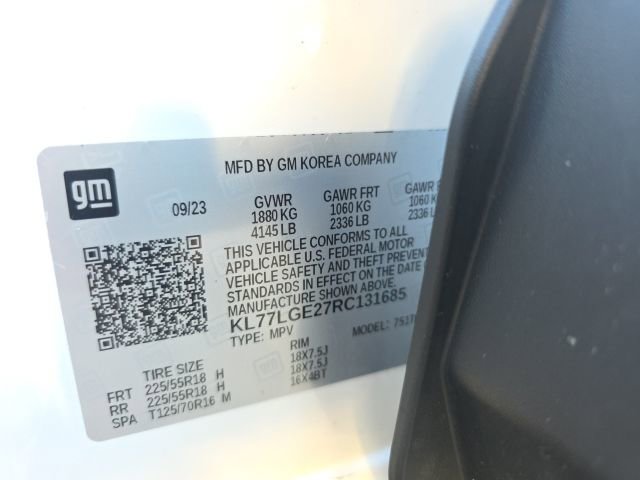 gm
MFD BY GM KOREA COMPANY
09/23 GVWR GAWR FRT GAWR
1880 KG 1060 KG 1060 K
4145 LB 2336 LB 2336
THIS VEHICLE CONFORMS TO ALL
APPLICABLE U.S. FEDERAL MOTOR
VEHICLE SAFETY AND THEFT PREVENT
STANDARDS IN EFFECT ON THE DATE O
MANUFACTURE SHOWN ABOVE.
KL77LGE27RC131685
TYPE: MPV MODEL: 751T
TIRE SIZE RIM
FRT 225/55R18 H 18X7.5J
RR 225/55R18 H 18X7.5J
SPA T125/70R16 M 16X4BT